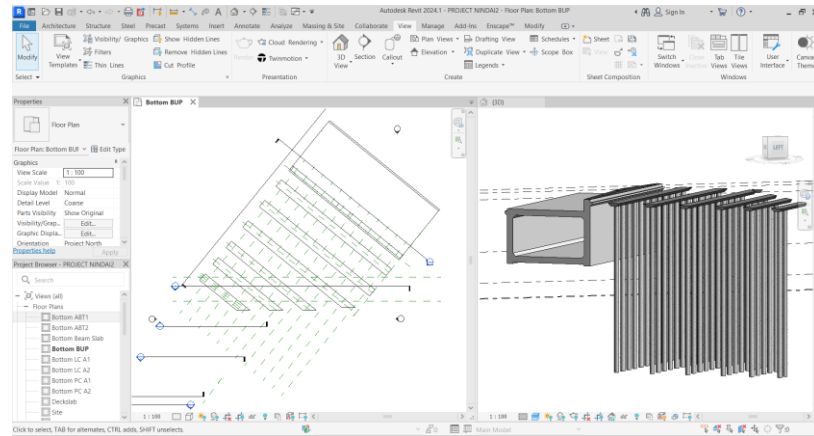 Autodesk Revit 2024.1 - PROJECT NINDAI2 - Floor Plan: Bottom BUP
Sign In
File Architecture Structure Steel Precast Systems Insert Annotate Analyze Massing & Site Collaborate View Manage Add-Ins Enscape™ Modify
Modify
View Templates
Visibility/ Graphics
Filters
Thin Lines
Show Hidden Lines
Remove Hidden Lines
Cut Profile
Render
Cloud Rendering
Twinmotion
3D View
Section
Callout
Plan Views
Elevation
Drafting View
Duplicate View
Legends
Schedules
Scope Box
Sheet
View
Switch Windows
Close Inactive
Tab Views
Tile Views
User Interface
Canvas Theme
Select Graphics Presentation Create Sheet Composition Windows
Properties
Bottom BUP
{3D}
Floor Plan
Floor Plan: Bottom BUP
Edit Type
Graphics
View Scale 1 : 100
Scale Value 1: 100
Display Model Normal
Detail Level Coarse
Parts Visibility Show Original
Visibility/Grap... Edit...
Graphic Displa... Edit...
Orientation Project North
Properties help Apply
Project Browser - PROJECT NINDAI2
Search
Views (all)
Floor Plans
Bottom ABT1
Bottom ABT2
Bottom Beam Slab
Bottom BUP
Bottom LC A1
Bottom LC A2
Bottom PC A1
Bottom PC A2
Deckslab
Site
LEFT
1 : 100
1 : 100
Click to select, TAB for alternates, CTRL adds, SHIFT unselects.
:0
Main Model
:0